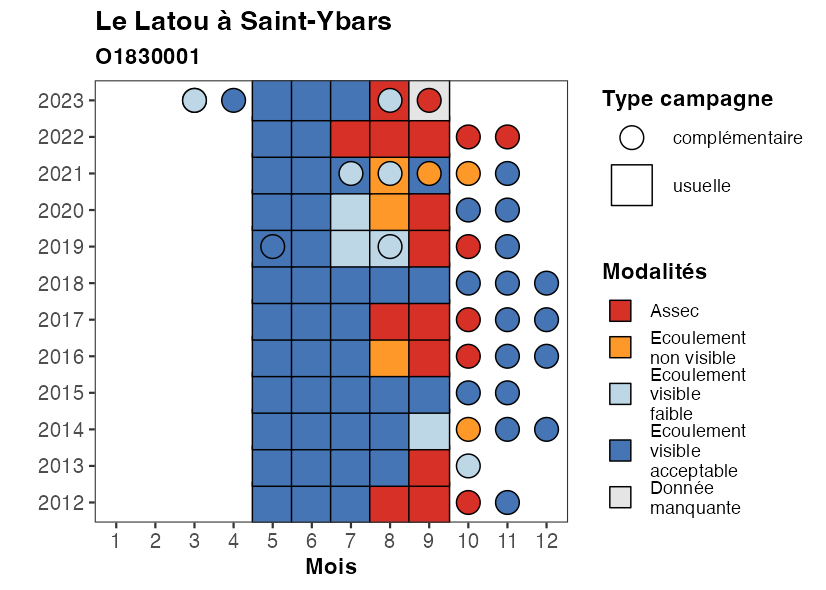 Le Latou à Saint-Ybars
O1830001
2023
2022
2021
2020
2019
2018
2017
2016
2015
2014
2013
2012
1 2 3 4 5 6 7 8 9 10 11 12
Mois
Type campagne
complémentaire
usuelle
Modalités
Assec
Ecoulement
non visible
Ecoulement
visible
faible
Ecoulement
visible
acceptable
Donnée
manquante